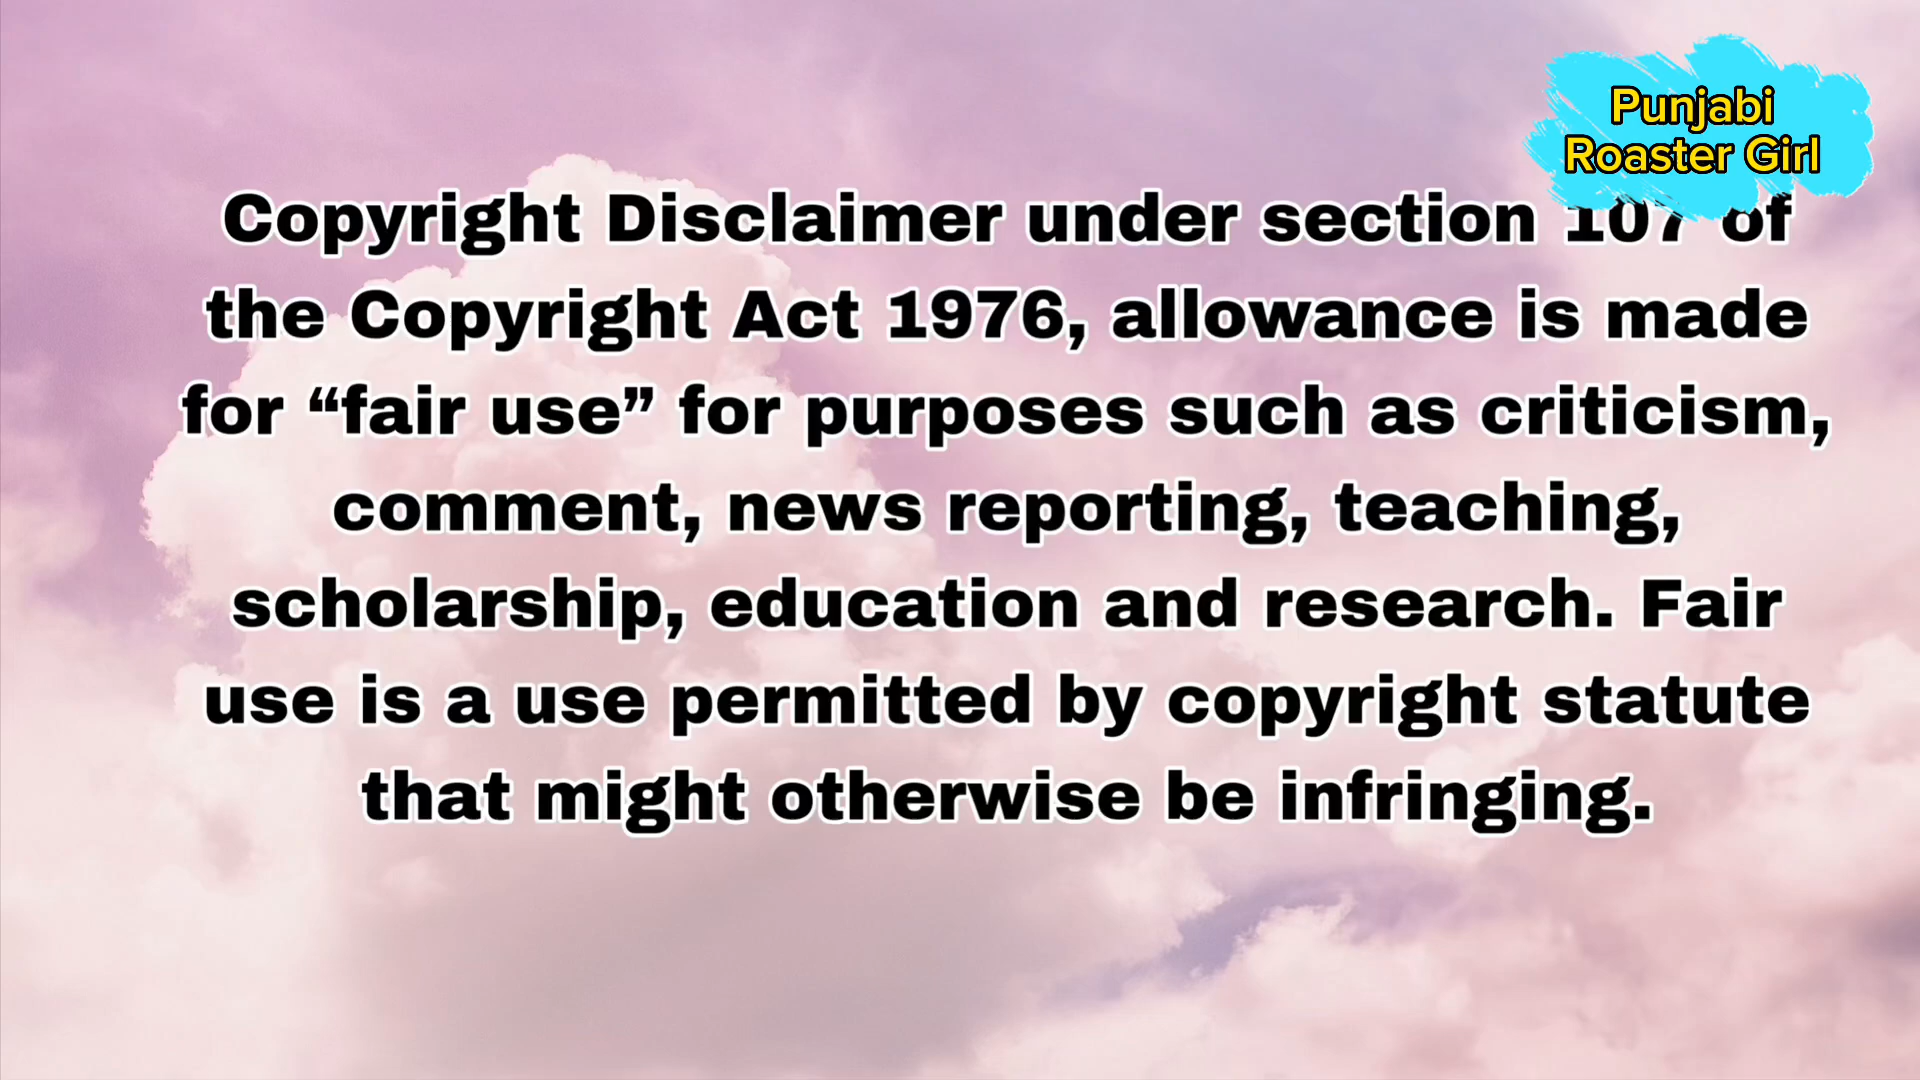 Punjabi
Roaster Girl
Copyright Disclaimer under section 107 of
the Copyright Act 1976, allowance is made
for “fair use” for purposes such as criticism,
comment, news reporting, teaching,
scholarship, education and research. Fair
use is a use permitted by copyright statute
that might otherwise be infringing.